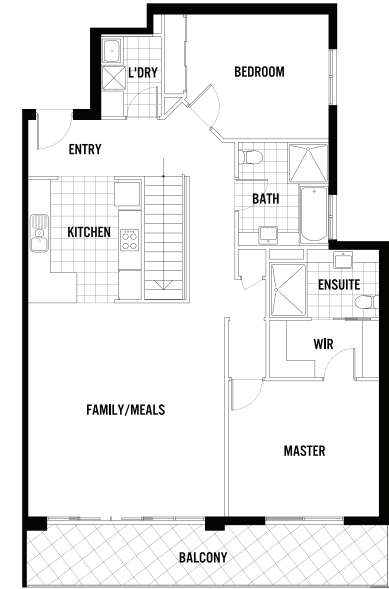 L'DRY
BEDROOM
ENTRY
BATH
KITCHEN
ENSUITE
WIR
FAMILY/MEALS
MASTER
BALCONY